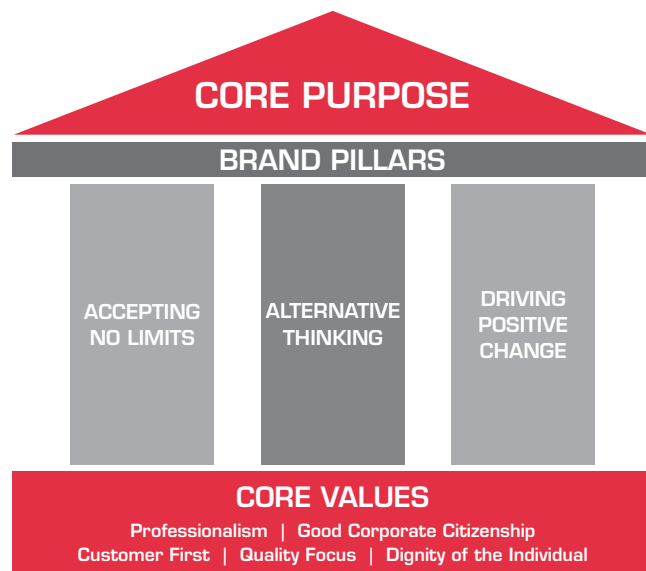 CORE PURPOSE
BRAND PILLARS
ACCEPTING
NO LIMITS
ALTERNATIVE
THINKING
DRIVING
POSITIVE
CHANGE
CORE VALUES
Professionalism | Good Corporate Citizenship
Customer First | Quality Focus | Dignity of the Individual